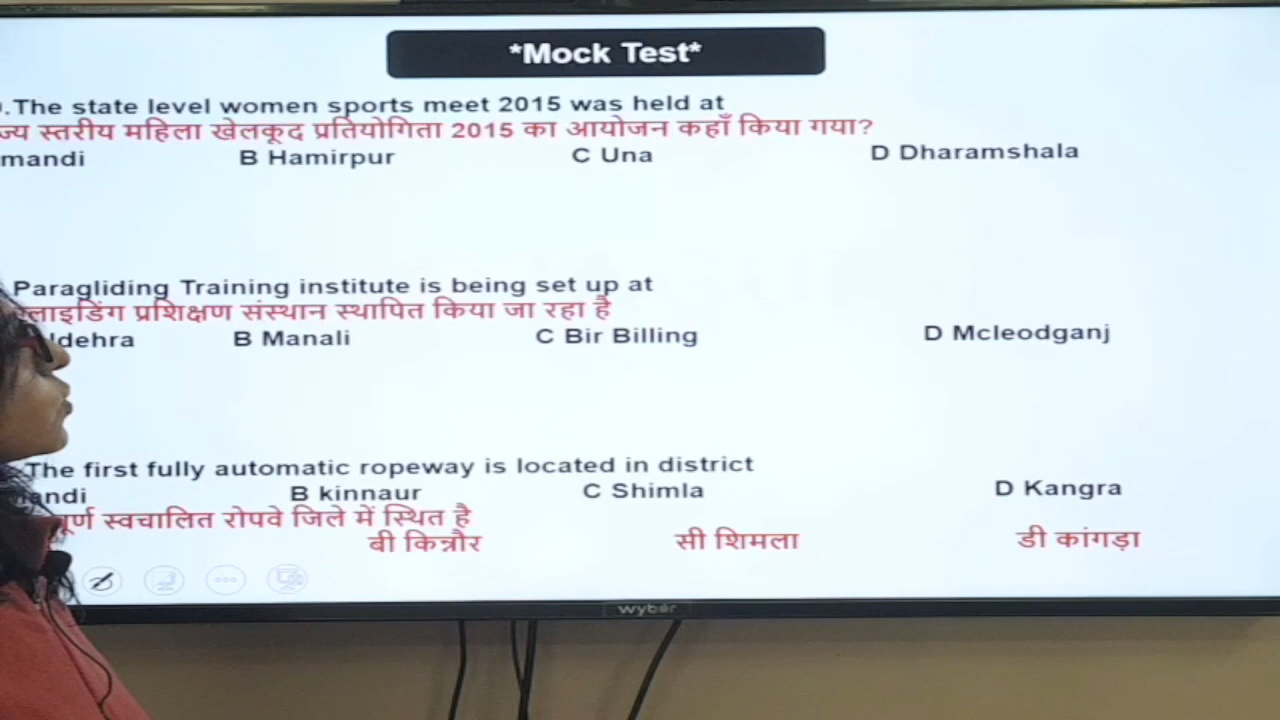 *Mock Test*
.The state level women sports meet 2015 was held at
ज्य स्तरीय महिला खेलकूद प्रतियोगिता 2015 का आयोजन कहाँ किया गया?
mandi B Hamirpur C Una D Dharamshala
Paragliding Training institute is being set up at
लाइडिंग प्रशिक्षण संस्थान स्थापित किया जा रहा है
ldehra B Manali C Bir Billing D Mcleodganj
The first fully automatic ropeway is located in district
andi B kinnaur C Shimla D Kangra
पूर्ण स्वचालित रोपवे जिले में स्थित है
बी किन्नौर सी शिमला डी कांगड़ा
wybor